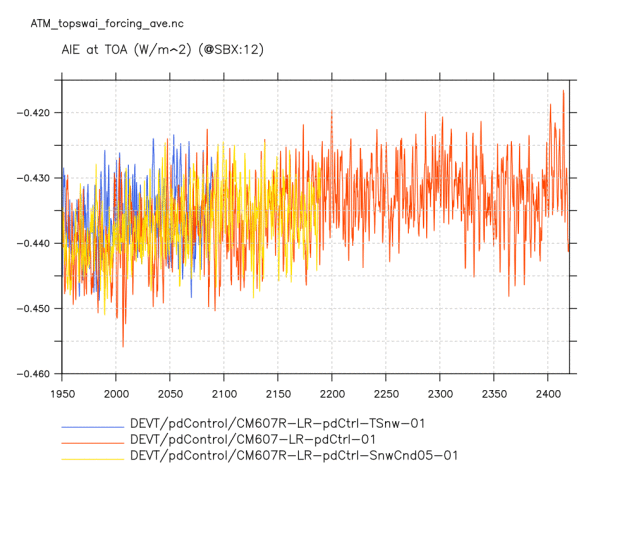 ATM_topswai_forcing_ave.nc
AIE at TOA (W/m^2) (@SBX:12)
-0.420
-0.430
-0.440
-0.450
-0.460
1950 2000 2050 2100 2150 2200 2250 2300 2350 2400
DEVT/pdControl/CM607R-LR-pdCtrl-TSnw-01
DEVT/pdControl/CM607-LR-pdCtrl-01
DEVT/pdControl/CM607R-LR-pdCtrl-SnwCnd05-01